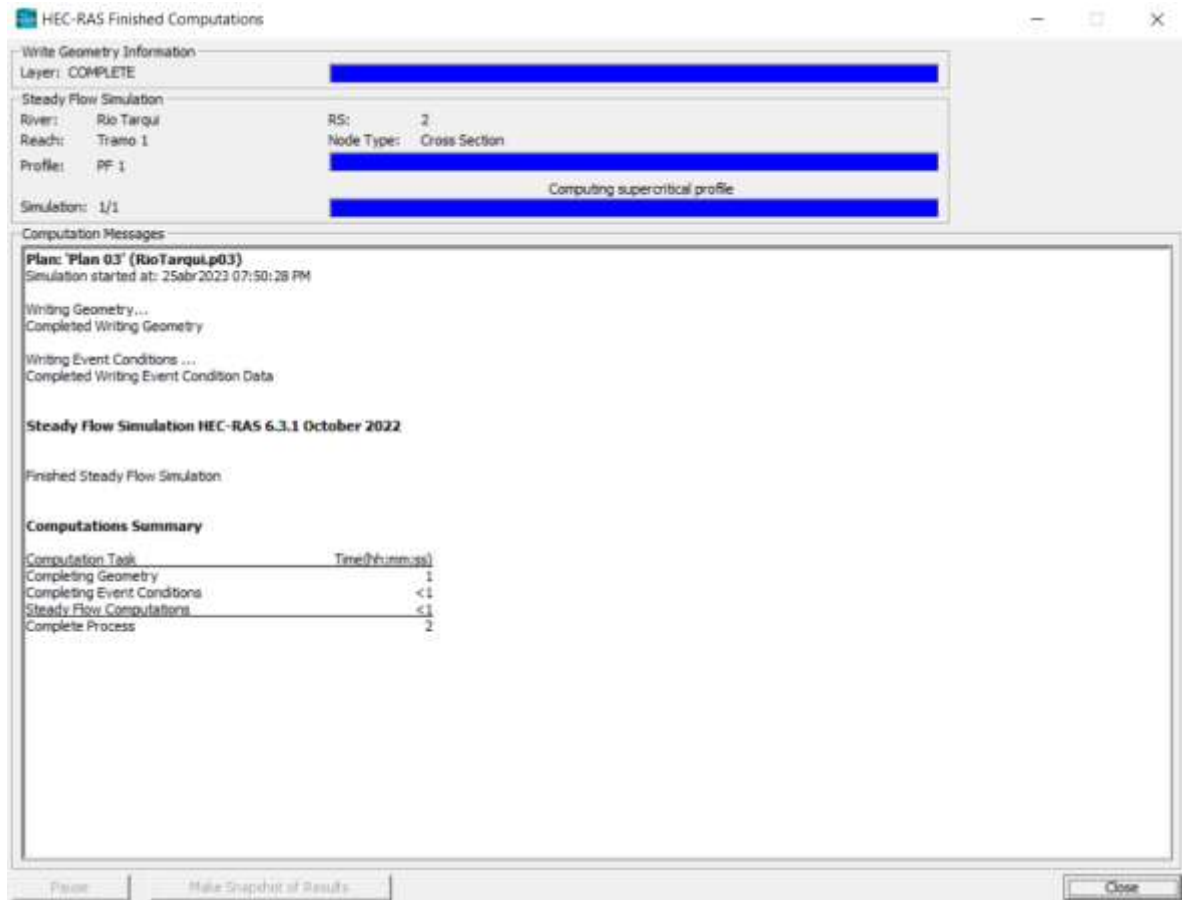 HEC-RAS Finished Computations
Write Geometry Information
Layer: COMPLETE
Steady Flow Simulation
River: Rio Tarqui RS: 2
Reach: Tramo 1 Node Type: Cross Section
Profile: PF 1
Computing supercritical profile
Simulation: 1/1
Computation Messages
Plan: 'Plan 03' (RioTarqui.p03)
Simulation started at: 25abr2023 07:50:28 PM
Writing Geometry...
Completed Writing Geometry
Writing Event Conditions ...
Completed Writing Event Condition Data
Steady Flow Simulation HEC-RAS 6.3.1 October 2022
Finished Steady Flow Simulation
Computations Summary
Computation Task Time(hh:mm:ss)
Completing Geometry 1
Completing Event Conditions <1
Steady Flow Computations <1
Complete Process 2
Pause Make Snapshot of Results Close